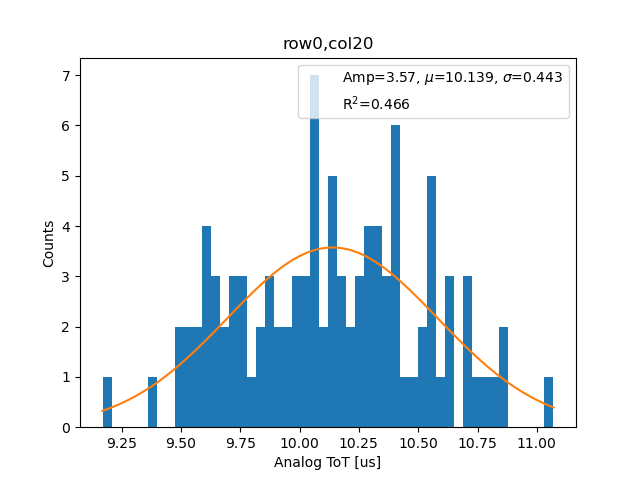 row0,col20
Amp=3.57, μ=10.139, σ=0.443
R²=0.466
7
6
5
4
3
2
1
0
Counts
9.25 9.50 9.75 10.00 10.25 10.50 10.75 11.00
Analog ToT [us]